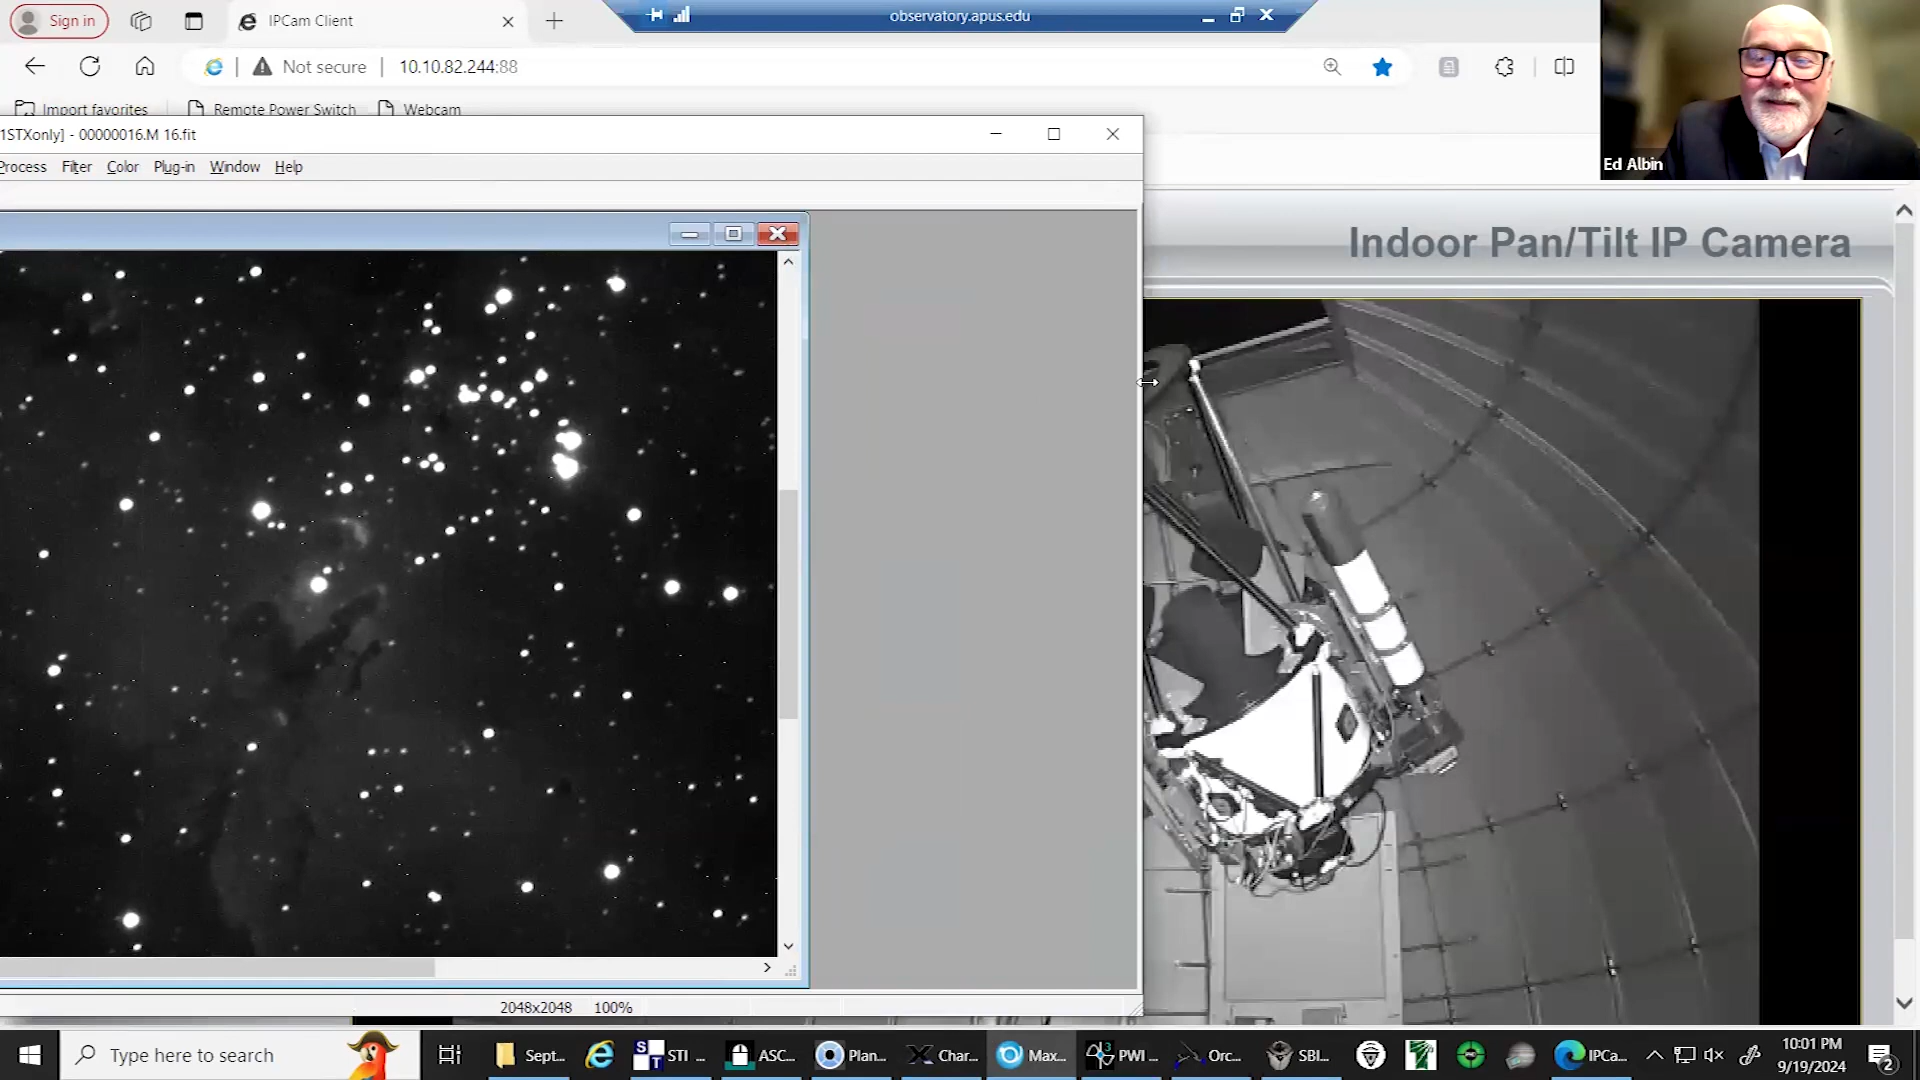 Sign in
IPCam Client
observatory.apus.edu
Not secure
10.10.82.244:88
Import favorites
Remote Power Switch
Webcam
Ed Albin
1STXonly] - 00000016.M 16.fit
Process Filter Color Plug-in Window Help
Indoor Pan/Tilt IP Camera
2048x2048 100%
Type here to search
Sept...
STI ...
ASC...
Plan...
Char...
Max...
PWI ...
Orc...
SBI...
IPCa...
10:01 PM
9/19/2024
2